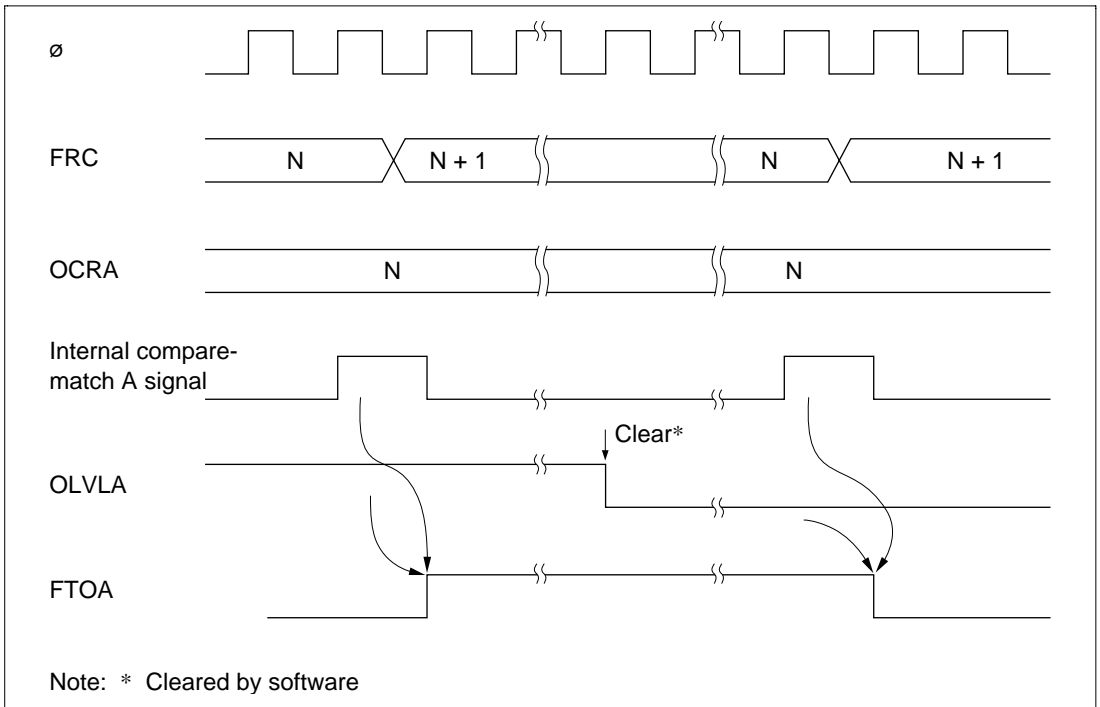 ø
FRC
N
N + 1
N
N + 1
OCRA
N
N
Internal compare-
match A signal
Clear*
OLVLA
FTOA
Note: * Cleared by software